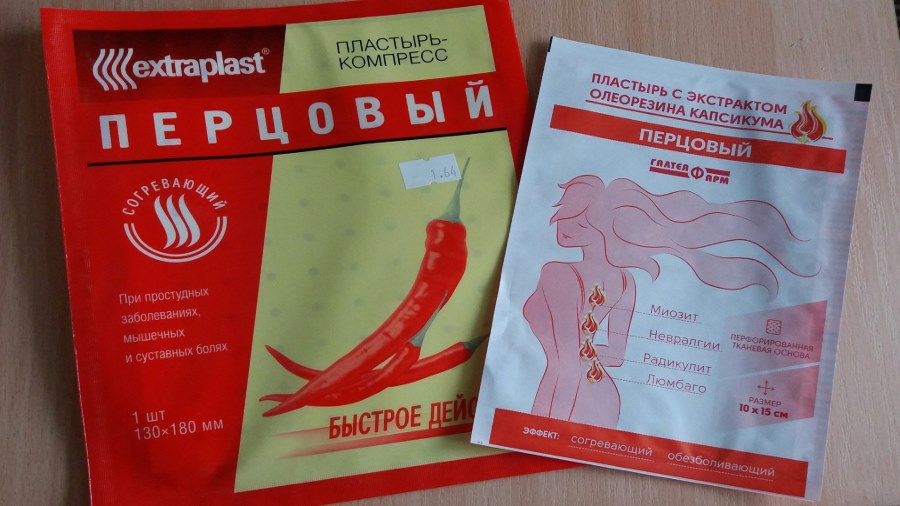 extraplast®
ПЛАСТЫРЬ-
КОМПРЕСС
ПЕРЦОВЫЙ
СОГРЕВАЮЩИЙ
1.64
При простудных
заболеваниях,
мышечных
и суставных болях
1 шт
130×180 мм
БЫСТРОЕ ДЕЙС
ПЛАСТЫРЬ С ЭКСТРАКТОМ
ОЛЕОРЕЗИНА КАПСИКУМА
ПЕРЦОВЫЙ
ГАЛТЕЯ ФАРМ
Миозит
Невралгии
Радикулит
Люмбаго
ПЕРФОРИРОВАННАЯ
ТКАНЕВАЯ ОСНОВА
РАЗМЕР
10 х 15 см
ЭФФЕКТ: согревающий обезболивающий